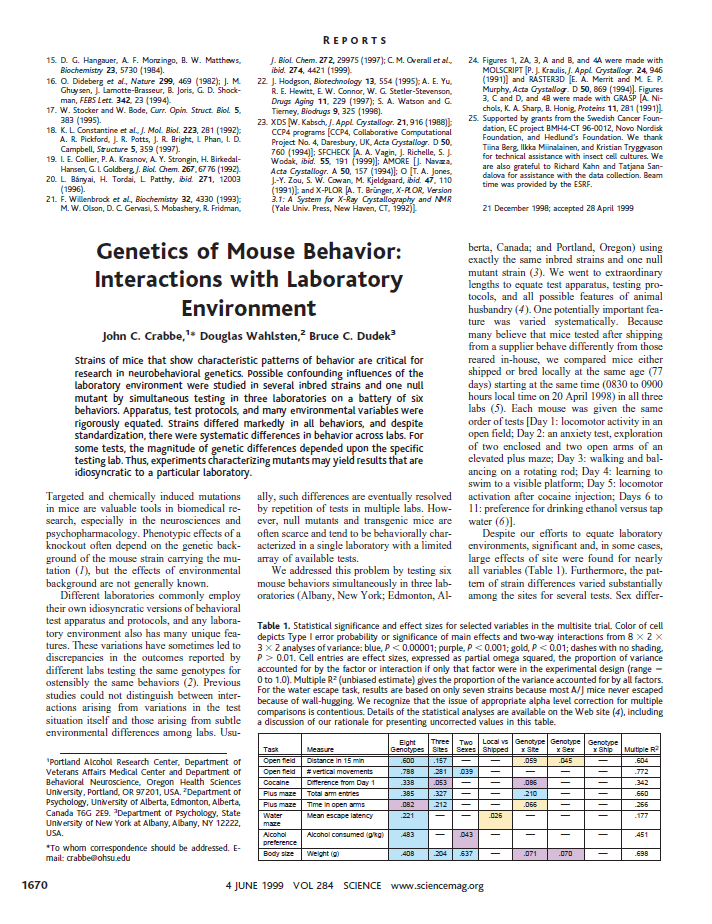 REPORTS
15. D. G. Hangauer, A. F. Monzingo, B. W. Matthews,
Biochemistry 23, 5730 (1984).
16. O. Dideberg et al., Nature 299, 469 (1982); J. M.
Ghuysen, J. Lamotte-Brasseur, B. Joris, G. D. Shock-
man, FEBS Lett. 342, 23 (1994).
17. W. Stocker and W. Bode, Curr. Opin. Struct. Biol. 5,
383 (1995).
18. K. L. Constantine et al., J. Mol. Biol. 223, 281 (1992);
A. R. Pickford, J. R. Potts, J. R. Bright, I. Phan, I. D.
Campbell, Structure 5, 359 (1997).
19. I. E. Collier, P. A. Krasnov, A. Y. Strongin, H. Birkedal-
Hansen, G. I. Goldberg, J. Biol. Chem. 267, 6776 (1992).
20. L. Bányai, H. Tordai, L. Patthy, ibid. 271, 12003
(1996).
21. F. Willenbrock et al., Biochemistry 32, 4330 (1993);
M. W. Olson, D. C. Gervasi, S. Mobashery, R. Fridman,
J. Biol. Chem. 272, 29975 (1997); C. M. Overall et al.,
ibid. 274, 4421 (1999).
22. J. Hodgson, Biotechnology 13, 554 (1995); A. E. Yu,
R. E. Hewitt, E. W. Connor, W. G. Stetler-Stevenson,
Drugs Aging 11, 229 (1997); S. A. Watson and G.
Tierney, Biodrugs 9, 325 (1998).
23. XDS [W. Kabsch, J. Appl. Crystallogr. 21, 916 (1988)];
CCP4 programs [CCP4, Collaborative Computational
Project No. 4, Daresbury, UK, Acta Crystallogr. D 50,
760 (1994)]; SFCHECK [A. A. Vagin, J. Richelle, S. J.
Wodak, ibid. 55, 191 (1999)]; AMORE [J. Navaza,
Acta Crystallogr. A 50, 157 (1994)]; O [T. A. Jones,
J.-Y. Zou, S. W. Cowan, M. Kjeldgaard, ibid. 47, 110
(1991)]; and X-PLOR [A. T. Brünger, X-PLOR, Version
3.1: A System for X-Ray Crystallography and NMR
(Yale Univ. Press, New Haven, CT, 1992)].
24. Figures 1, 2A, 3, A and B, and 4A were made with
MOLSCRIPT [P. J. Kraulis, J. Appl. Crystallogr. 24, 946
(1991)] and RASTER3D [E. A. Merrit and M. E. P.
Murphy, Acta Crystallogr. D 50, 869 (1994)]. Figures
3, C and D, and 4B were made with GRASP [A. Ni-
chols, K. A. Sharp, B. Honig, Proteins 11, 281 (1991)].
25. Supported by grants from the Swedish Cancer Foun-
dation, EC project BMH4-CT 96-0012, Novo Nordisk
Foundation, and Hedlund's Foundation. We thank
Tiina Berg, Ilkka Miinalainen, and Kristian Tryggvason
for technical assistance with insect cell cultures. We
are also grateful to Richard Kahn and Tatjana San-
dalova for assistance with the data collection. Beam
time was provided by the ESRF.
21 December 1998; accepted 28 April 1999
Genetics of Mouse Behavior:
Interactions with Laboratory
Environment
John C. Crabbe,1* Douglas Wahlsten,2 Bruce C. Dudek3
Strains of mice that show characteristic patterns of behavior are critical for
research in neurobehavioral genetics. Possible confounding influences of the
laboratory environment were studied in several inbred strains and one null
mutant by simultaneous testing in three laboratories on a battery of six
behaviors. Apparatus, test protocols, and many environmental variables were
rigorously equated. Strains differed markedly in all behaviors, and despite
standardization, there were systematic differences in behavior across labs. For
some tests, the magnitude of genetic differences depended upon the specific
testing lab. Thus, experiments characterizing mutants may yield results that are
idiosyncratic to a particular laboratory.
Targeted and chemically induced mutations
in mice are valuable tools in biomedical re-
search, especially in the neurosciences and
psychopharmacology. Phenotypic effects of a
knockout often depend on the genetic back-
ground of the mouse strain carrying the mu-
tation (1), but the effects of environmental
background are not generally known.
Different laboratories commonly employ
their own idiosyncratic versions of behavioral
test apparatus and protocols, and any labora-
tory environment also has many unique fea-
tures. These variations have sometimes led to
discrepancies in the outcomes reported by
different labs testing the same genotypes for
ostensibly the same behaviors (2). Previous
studies could not distinguish between inter-
actions arising from variations in the test
situation itself and those arising from subtle
environmental differences among labs. Usu-
ally, such differences are eventually resolved
by repetition of tests in multiple labs. How-
ever, null mutants and transgenic mice are
often scarce and tend to be behaviorally char-
acterized in a single laboratory with a limited
array of available tests.
We addressed this problem by testing six
mouse behaviors simultaneously in three lab-
oratories (Albany, New York; Edmonton, Al-
berta, Canada; and Portland, Oregon) using
exactly the same inbred strains and one null
mutant strain (3). We went to extraordinary
lengths to equate test apparatus, testing pro-
tocols, and all possible features of animal
husbandry (4). One potentially important fea-
ture was varied systematically. Because
many believe that mice tested after shipping
from a supplier behave differently from those
reared in-house, we compared mice either
shipped or bred locally at the same age (77
days) starting at the same time (0830 to 0900
hours local time on 20 April 1998) in all three
labs (5). Each mouse was given the same
order of tests [Day 1: locomotor activity in an
open field; Day 2: an anxiety test, exploration
of two enclosed and two open arms of an
elevated plus maze; Day 3: walking and bal-
ancing on a rotating rod; Day 4: learning to
swim to a visible platform; Day 5: locomotor
activation after cocaine injection; Days 6 to
11: preference for drinking ethanol versus tap
water (6)].
Despite our efforts to equate laboratory
environments, significant and, in some cases,
large effects of site were found for nearly
all variables (Table 1). Furthermore, the pat-
tern of strain differences varied substantially
among the sites for several tests. Sex differ-
1Portland Alcohol Research Center, Department of
Veterans Affairs Medical Center and Department of
Behavioral Neuroscience, Oregon Health Sciences
University, Portland, OR 97201, USA. 2Department of
Psychology, University of Alberta, Edmonton, Alberta,
Canada T6G 2E9. 3Department of Psychology, State
University of New York at Albany, Albany, NY 12222,
USA.
*To whom correspondence should be addressed. E-
mail: crabbe@ohsu.edu
Table 1. Statistical significance and effect sizes for selected variables in the multisite trial. Color of cell
depicts Type I error probability or significance of main effects and two-way interactions from 8 × 2 ×
3 × 2 analyses of variance: blue, P < 0.00001; purple, P < 0.001; gold, P < 0.01; dashes with no shading,
P > 0.01. Cell entries are effect sizes, expressed as partial omega squared, the proportion of variance
accounted for by the factor or interaction if only that factor were in the experimental design (range =
0 to 1.0). Multiple R2 (unbiased estimate) gives the proportion of the variance accounted for by all factors.
For the water escape task, results are based on only seven strains because most A/J mice never escaped
because of wall-hugging. We recognize that the issue of appropriate alpha level correction for multiple
comparisons is contentious. Details of the statistical analyses are available on the Web site (4), including
a discussion of our rationale for presenting uncorrected values in this table.
Task Measure Eight Genotypes Three Sites Two Sexes Local vs Shipped Genotype x Site Genotype x Sex Genotype x Ship Multiple R2
Open field Distance in 15 min .600 .157 — — .059 .045 — .604
Open field # vertical movements .788 .281 .039 — — — — .772
Cocaine Difference from Day 1 .338 .053 — — .086 — — .342
Plus maze Total arm entries .385 .327 — — .210 — — .660
Plus maze Time in open arms .082 .212 — — .066 — — .266
Water maze Mean escape latency .221 — — .026 — — — .177
Alcohol preference Alcohol consumed (g/kg) .483 — .043 — — — — .451
Body size Weight (g) .408 .204 .637 — .071 .070 — .698
1670
4 JUNE 1999 VOL 284 SCIENCE www.sciencemag.org